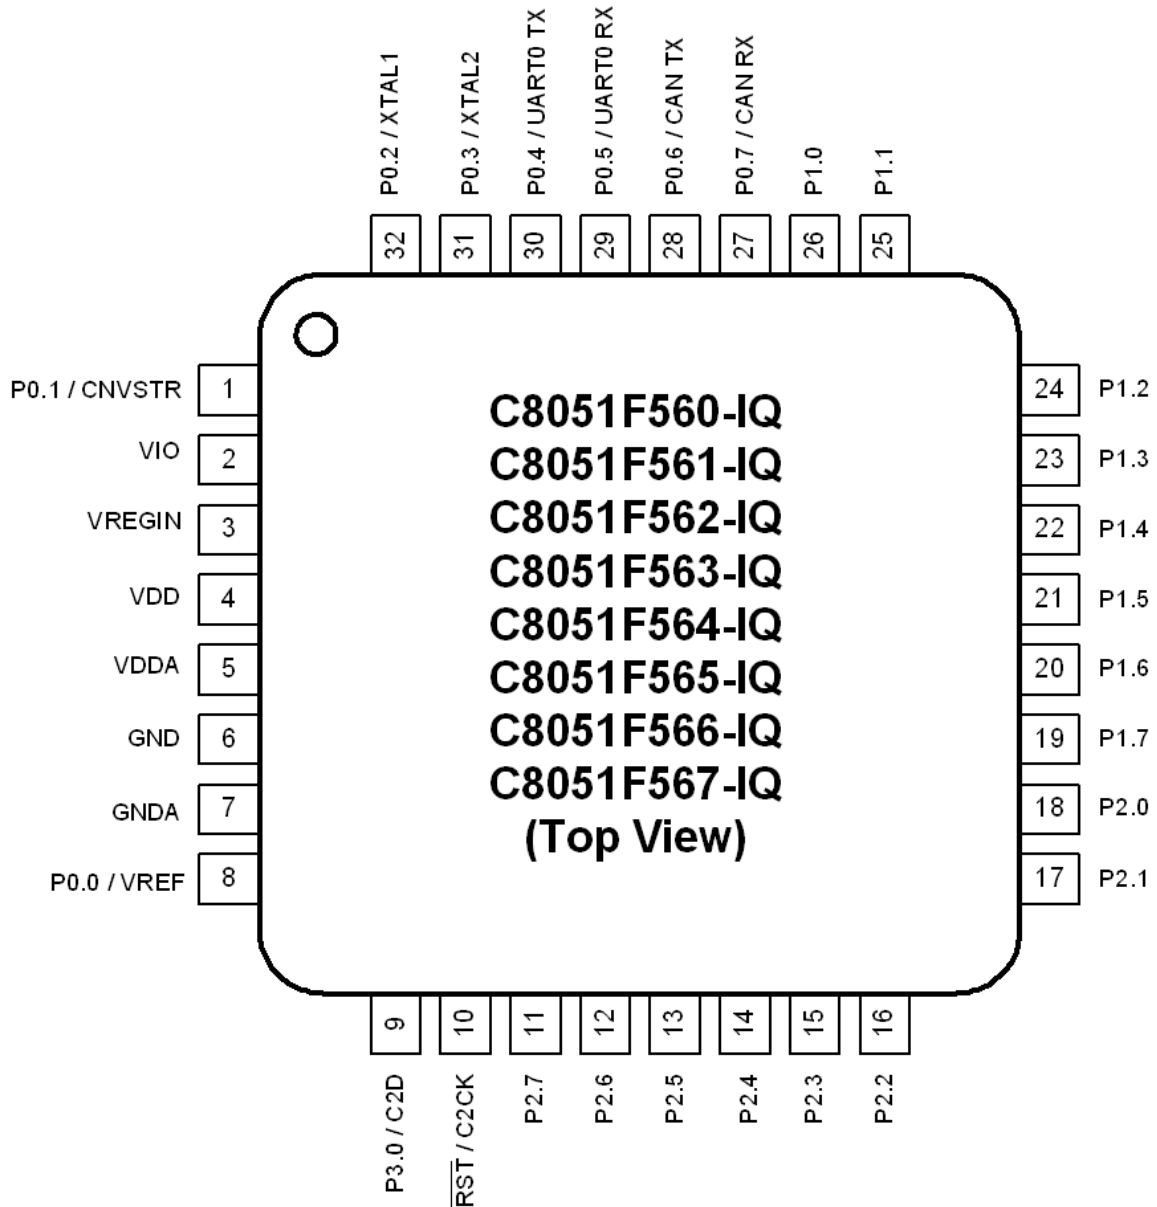 P0.2 / XTAL1
P0.3 / XTAL2
P0.4 / UART0 TX
P0.5 / UART0 RX
P0.6 / CAN TX
P0.7 / CAN RX
P1.0
P1.1
32
31
30
29
28
27
26
25
P0.1 / CNVSTR
1
VIO
2
VREGIN
3
VDD
4
VDDA
5
GND
6
GNDA
7
P0.0 / VREF
8
C8051F560-IQ
C8051F561-IQ
C8051F562-IQ
C8051F563-IQ
C8051F564-IQ
C8051F565-IQ
C8051F566-IQ
C8051F567-IQ
(Top View)
24
P1.2
23
P1.3
22
P1.4
21
P1.5
20
P1.6
19
P1.7
18
P2.0
17
P2.1
9
10
11
12
13
14
15
16
P3.0 / C2D
R̅S̅T̅ / C2CK
P2.7
P2.6
P2.5
P2.4
P2.3
P2.2